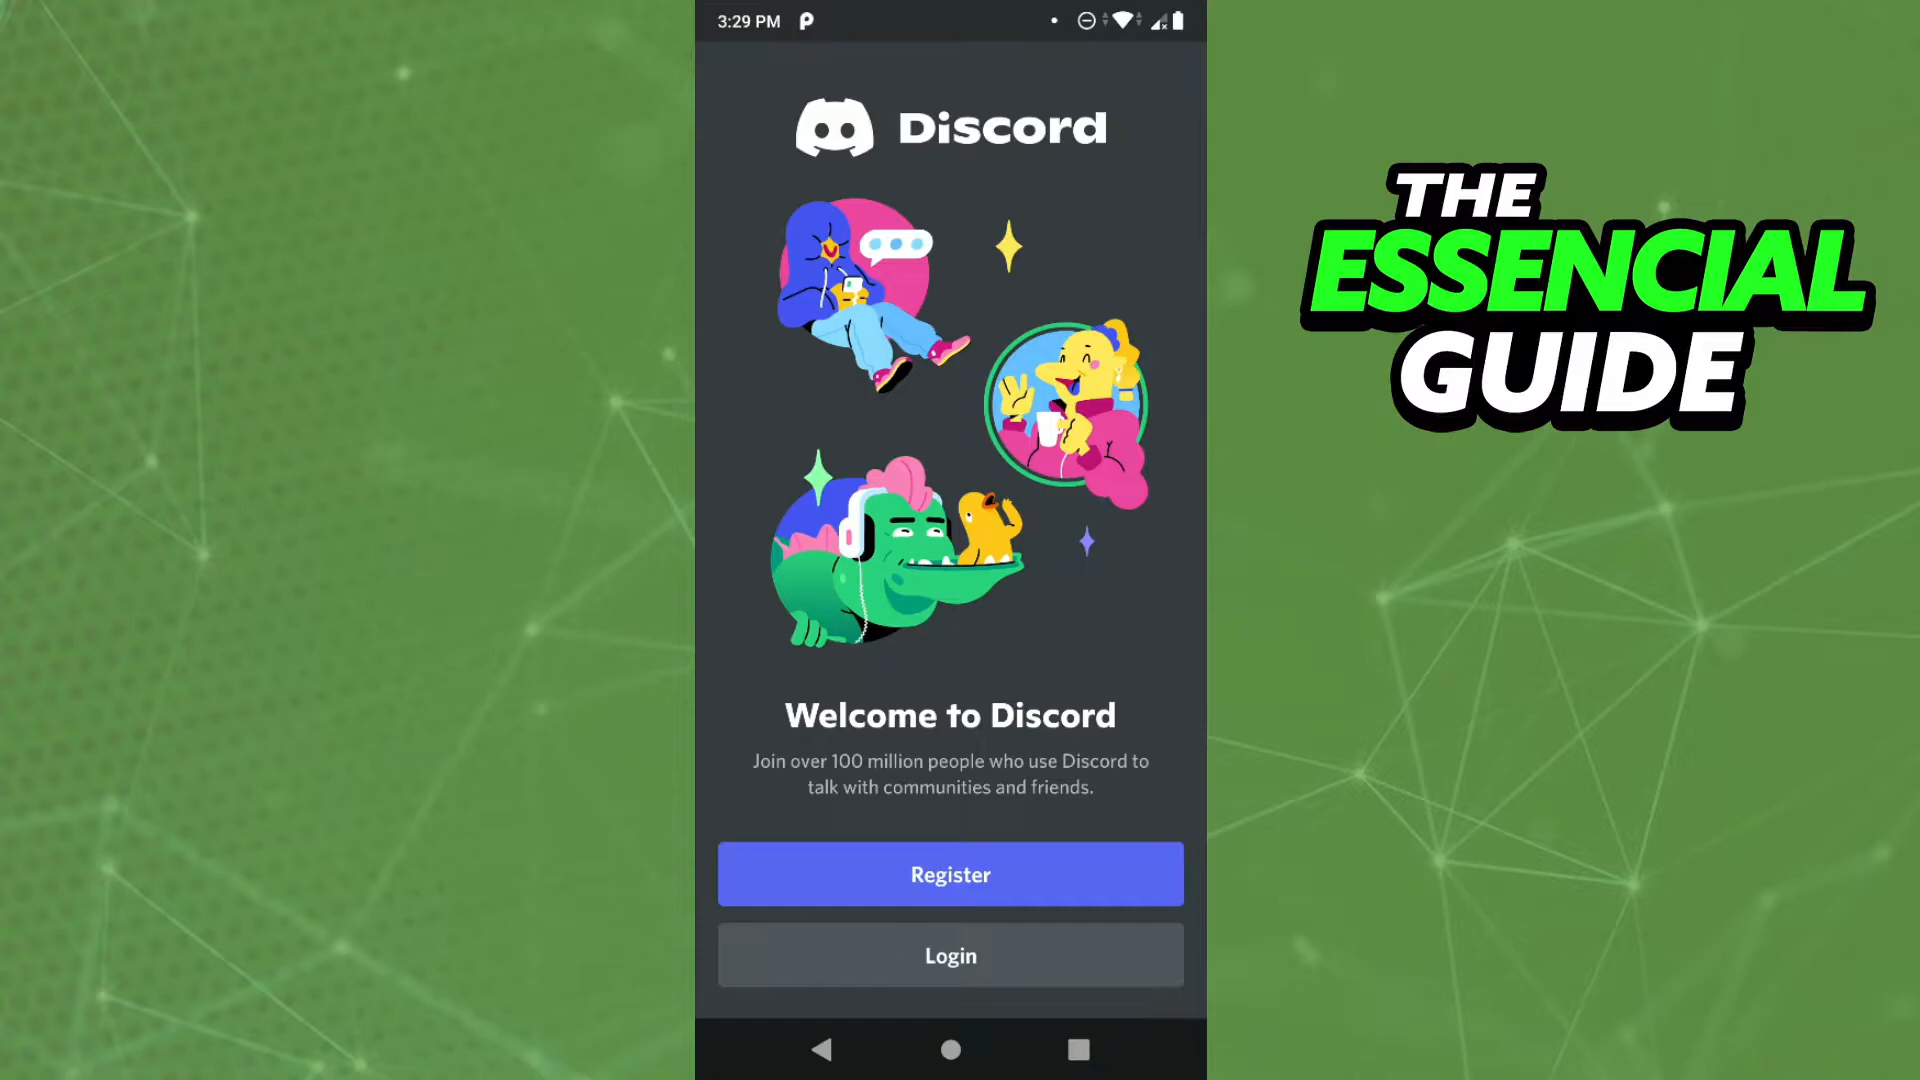 3:29 PM
Discord
Welcome to Discord
Join over 100 million people who use Discord to
talk with communities and friends.
Register
Login
THE
ESSENCIAL
GUIDE